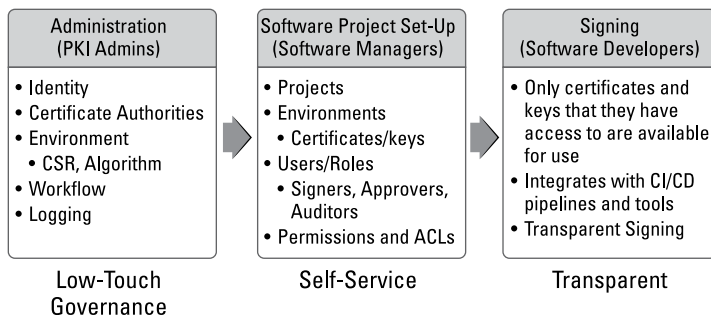 Administration
(PKI Admins)
• Identity
• Certificate Authorities
• Environment
• CSR, Algorithm
• Workflow
• Logging
Low-Touch
Governance
Software Project Set-Up
(Software Managers)
• Projects
• Environments
• Certificates/keys
• Users/Roles
• Signers, Approvers,
Auditors
• Permissions and ACLs
Self-Service
Signing
(Software Developers)
• Only certificates and
keys that they have
access to are available
for use
• Integrates with CI/CD
pipelines and tools
• Transparent Signing
Transparent